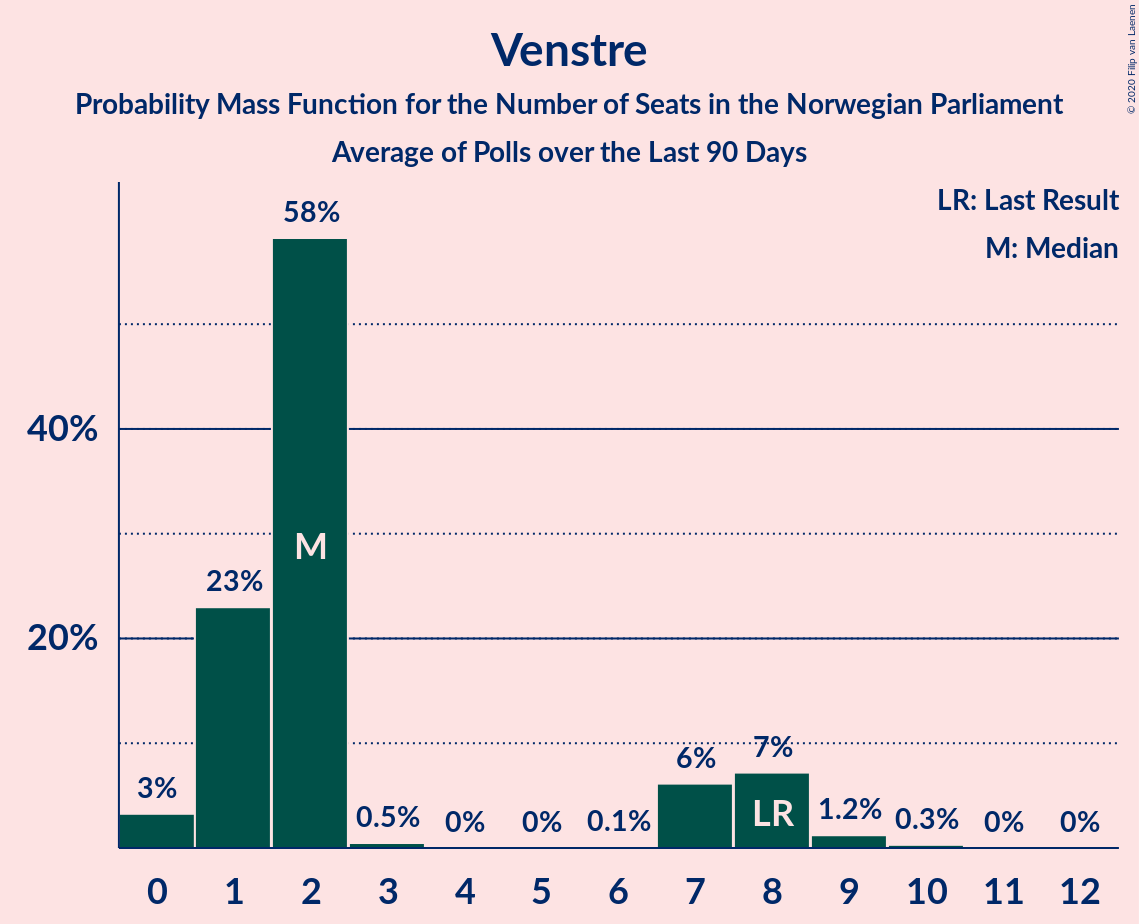 Venstre
Probability Mass Function for the Number of Seats in the Norwegian Parliament
Average of Polls over the Last 90 Days
© 2020 Filip van Laenen
LR: Last Result
M: Median
58%
40%
M
23%
20%
3%
0.5%
0%
0%
0.1%
6%
7%
LR
1.2%
0.3%
0%
0%
0 1 2 3 4 5 6 7 8 9 10 11 12